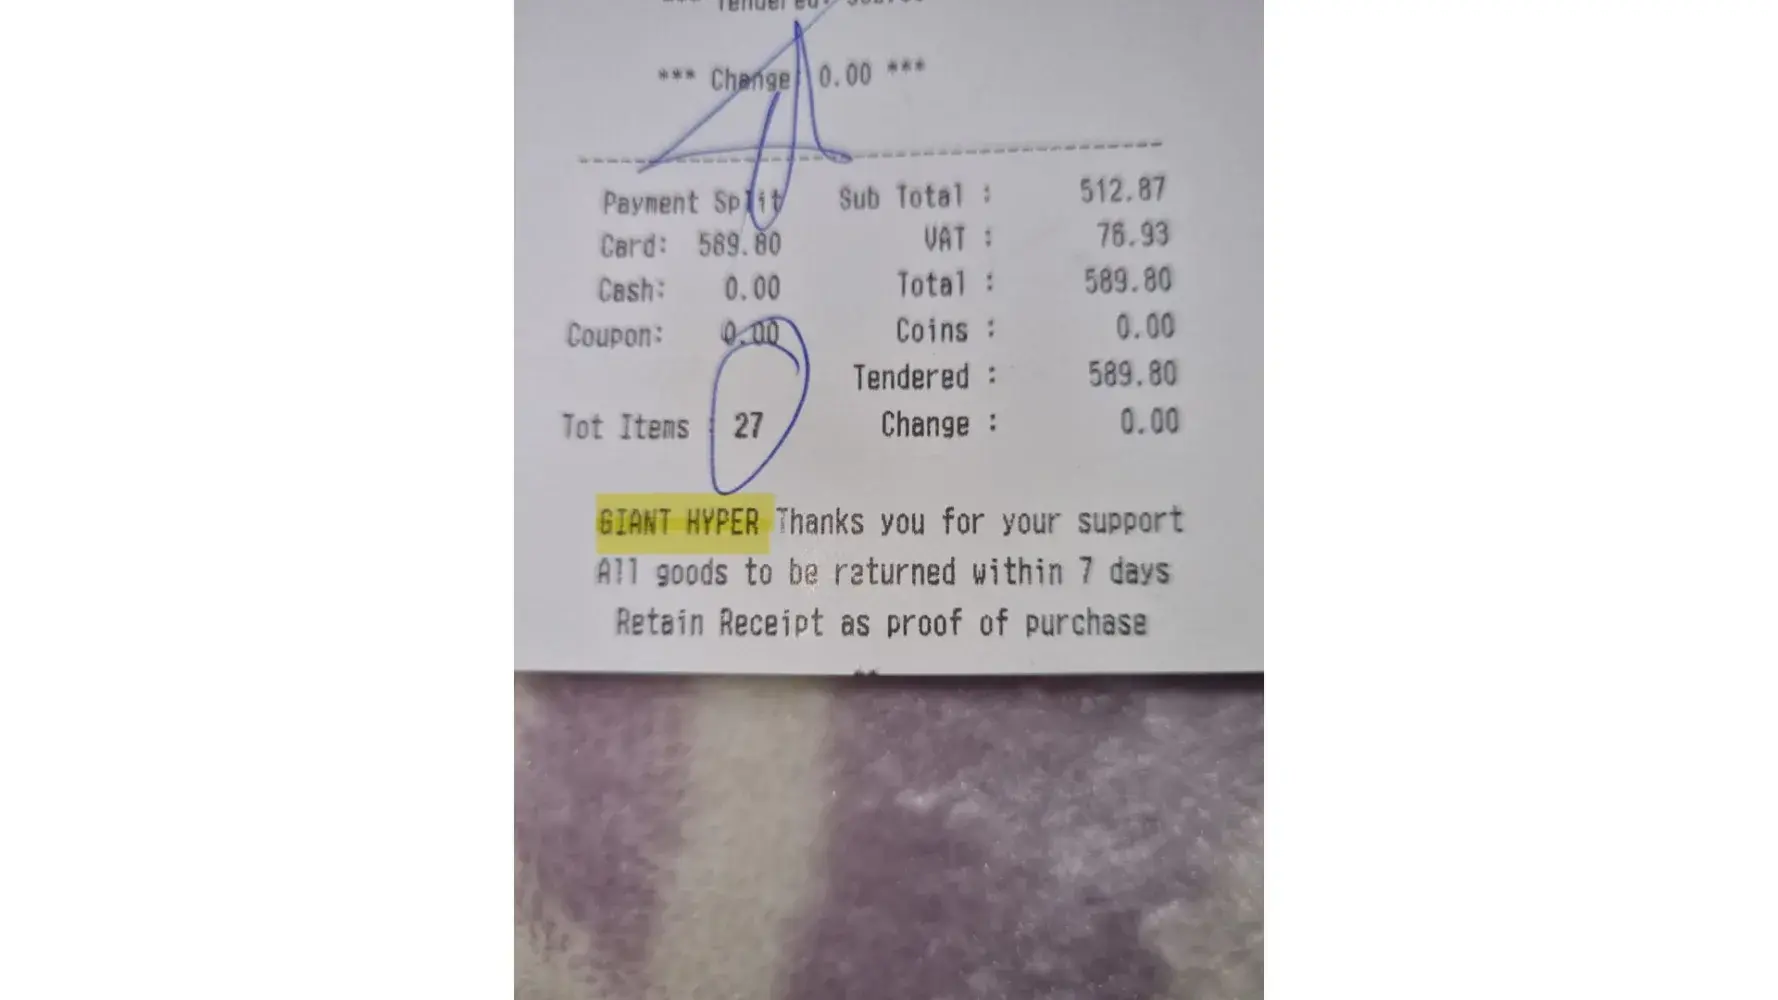 *** Tendered:
*** Change: 0.00 ***
Payment Split Sub Total : 512.87
Card: 589.80 VAT : 76.93
Cash: 0.00 Total : 589.80
Coupon: 0.00 Coins : 0.00
Tendered : 589.80
Tot Items : 27 Change : 0.00
GIANT HYPER Thanks you for your support
All goods to be returned within 7 days
Retain Receipt as proof of purchase